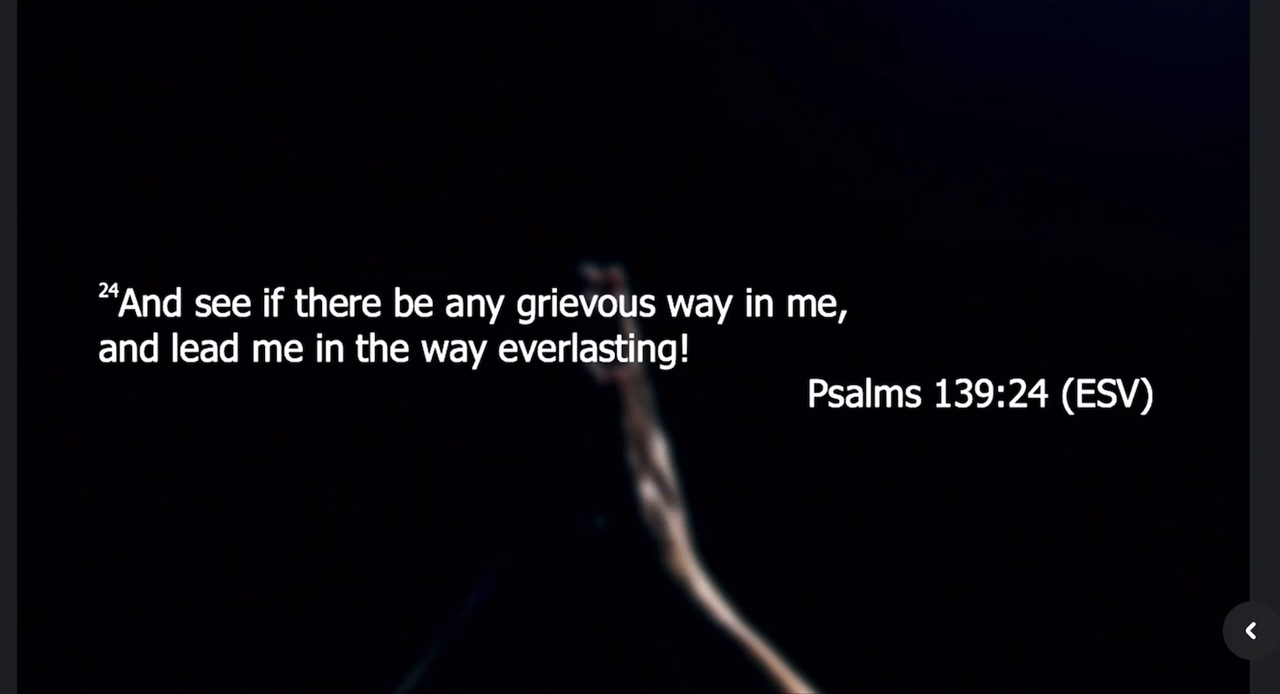 24And see if there be any grievous way in me,
and lead me in the way everlasting!
Psalms 139:24 (ESV)